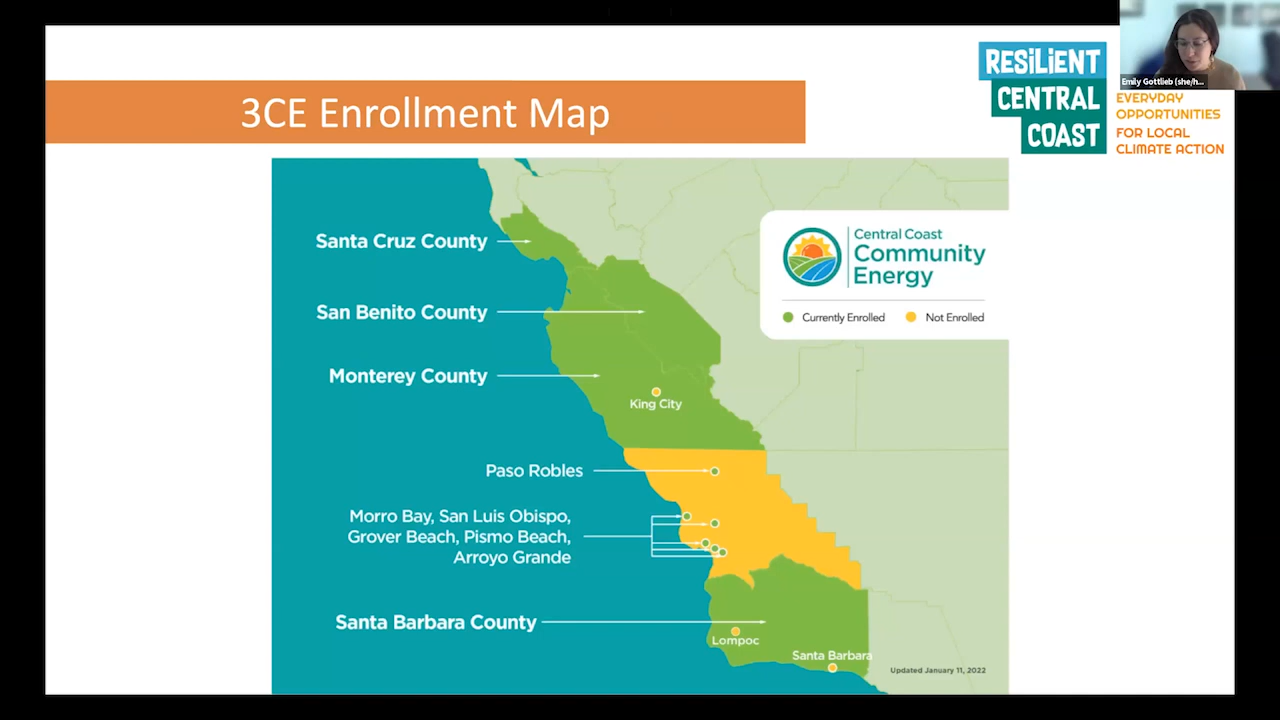 3CE Enrollment Map
RESILIENT
CENTRAL
COAST
EVERYDAY
OPPORTUNITIES
FOR LOCAL
CLIMATE ACTION
Emily Gottlieb (she/h...
Central Coast
Community
Energy
Currently Enrolled
Not Enrolled
Santa Cruz County
San Benito County
Monterey County
King City
Paso Robles
Morro Bay, San Luis Obispo,
Grover Beach, Pismo Beach,
Arroyo Grande
Santa Barbara County
Lompoc
Santa Barbara
Updated January 11, 2022